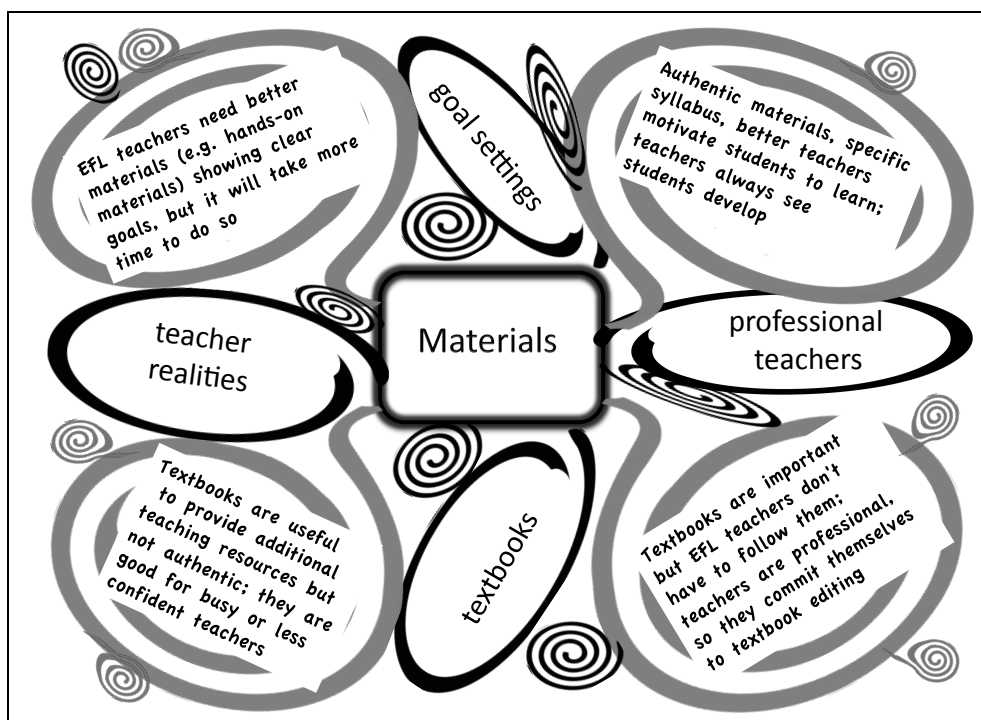 EFL teachers need better
materials (e.g. hands-on
materials) showing clear
goals, but it will take more
time to do so
goal settings
Authentic materials, specific
syllabus, better teachers
motivate students to learn;
teachers always see
students develop
teacher
realities
Materials
professional
teachers
Textbooks are useful
to provide additional
teaching resources but
not authentic; they are
good for busy or less
confident teachers
textbooks
Textbooks are important
but EFL teachers don't
have to follow them;
teachers are professional,
so they commit themselves
to textbook editing